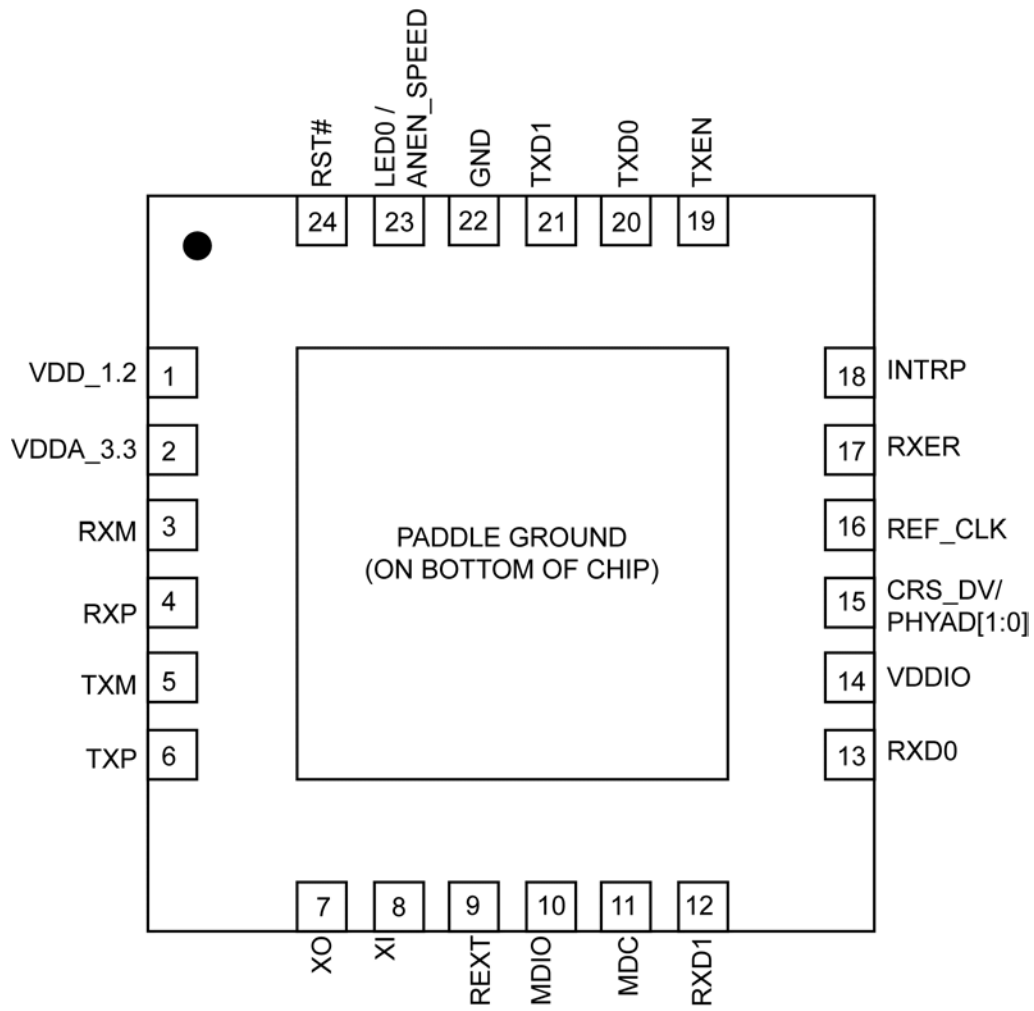 RST#
LED0 /
ANEN_SPEED
GND
TXD1
TXD0
TXEN
24
23
22
21
20
19
VDD_1.2
1
VDDA_3.3
2
RXM
3
RXP
4
TXM
5
TXP
6
PADDLE GROUND
(ON BOTTOM OF CHIP)
18
INTRP
17
RXER
16
REF_CLK
15
CRS_DV/
PHYAD[1:0]
14
VDDIO
13
RXD0
7
8
9
10
11
12
XO
XI
REXT
MDIO
MDC
RXD1